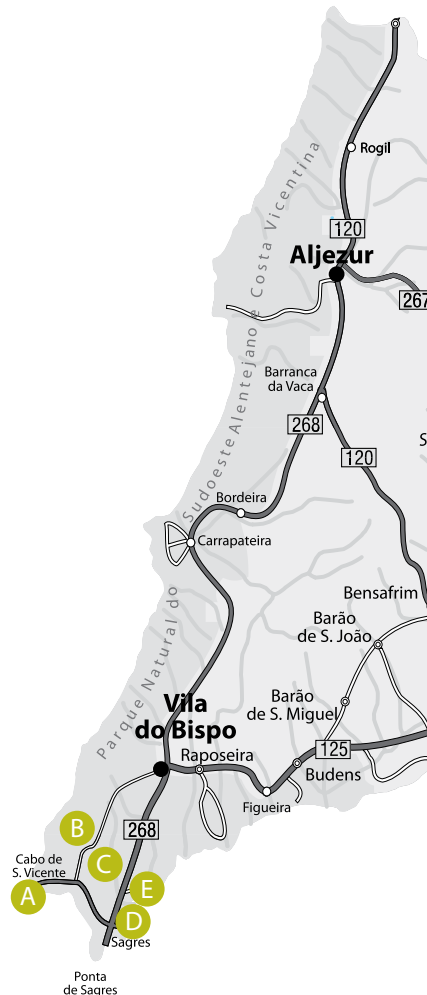 Rogil
120
Aljezur
267
Barranca
da Vaca
268
S
120
Bordeira
Carrapateira
Parque Natural do Sudoeste Alentejano e Costa Vicentina
Bensafrim
Barão
de S. João
Barão
de S. Miguel
Vila
do Bispo
Raposeira
125
Budens
Figueira
268
B
Cabo de
S. Vicente
C
A
E
D
Sagres
Ponta
de Sagres